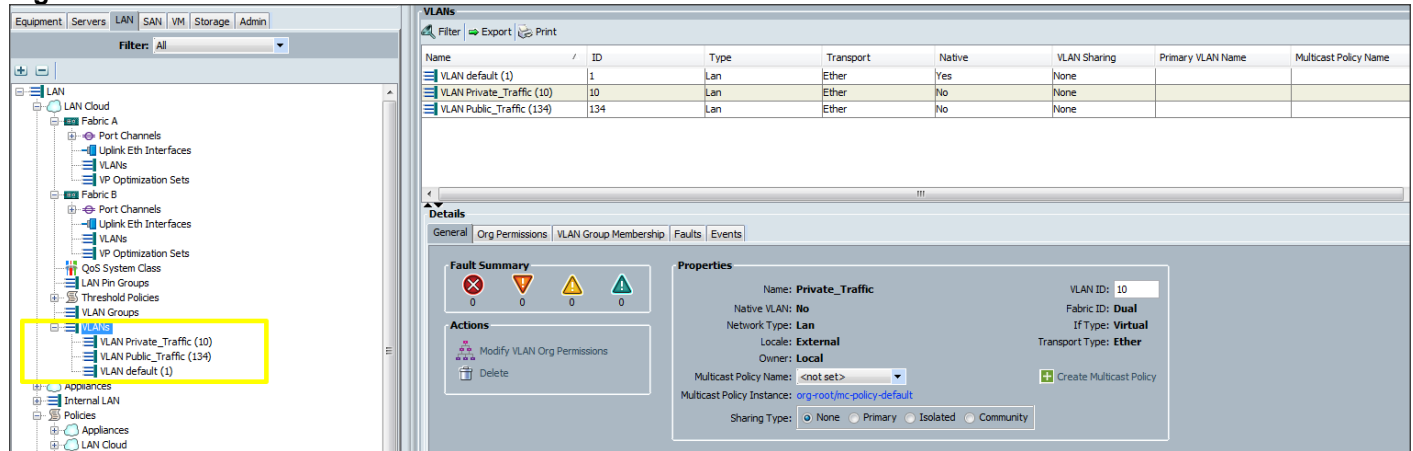 Equipment Servers LAN SAN VM Storage Admin
Filter: All
LAN
LAN Cloud
Fabric A
Port Channels
Uplink Eth Interfaces
VLANs
VP Optimization Sets
Fabric B
Port Channels
Uplink Eth Interfaces
VLANs
VP Optimization Sets
QoS System Class
LAN Pin Groups
Threshold Policies
VLAN Groups
VLANs
VLAN Private_Traffic (10)
VLAN Public_Traffic (134)
VLAN default (1)
Appliances
Internal LAN
Policies
Appliances
LAN Cloud
VLANs
Filter Export Print
Name / ID Type Transport Native VLAN Sharing Primary VLAN Name Multicast Policy Name
VLAN default (1) 1 Lan Ether Yes None
VLAN Private_Traffic (10) 10 Lan Ether No None
VLAN Public_Traffic (134) 134 Lan Ether No None
Details
General Org Permissions VLAN Group Membership Faults Events
Fault Summary
0 0 0 0
Actions
Modify VLAN Org Permissions
Delete
Properties
Name: Private_Traffic VLAN ID: 10
Native VLAN: No Fabric ID: Dual
Network Type: Lan If Type: Virtual
Locale: External Transport Type: Ether
Owner: Local
Multicast Policy Name: <not set> Create Multicast Policy
Multicast Policy Instance: org-root/mc-policy-default
Sharing Type: None Primary Isolated Community